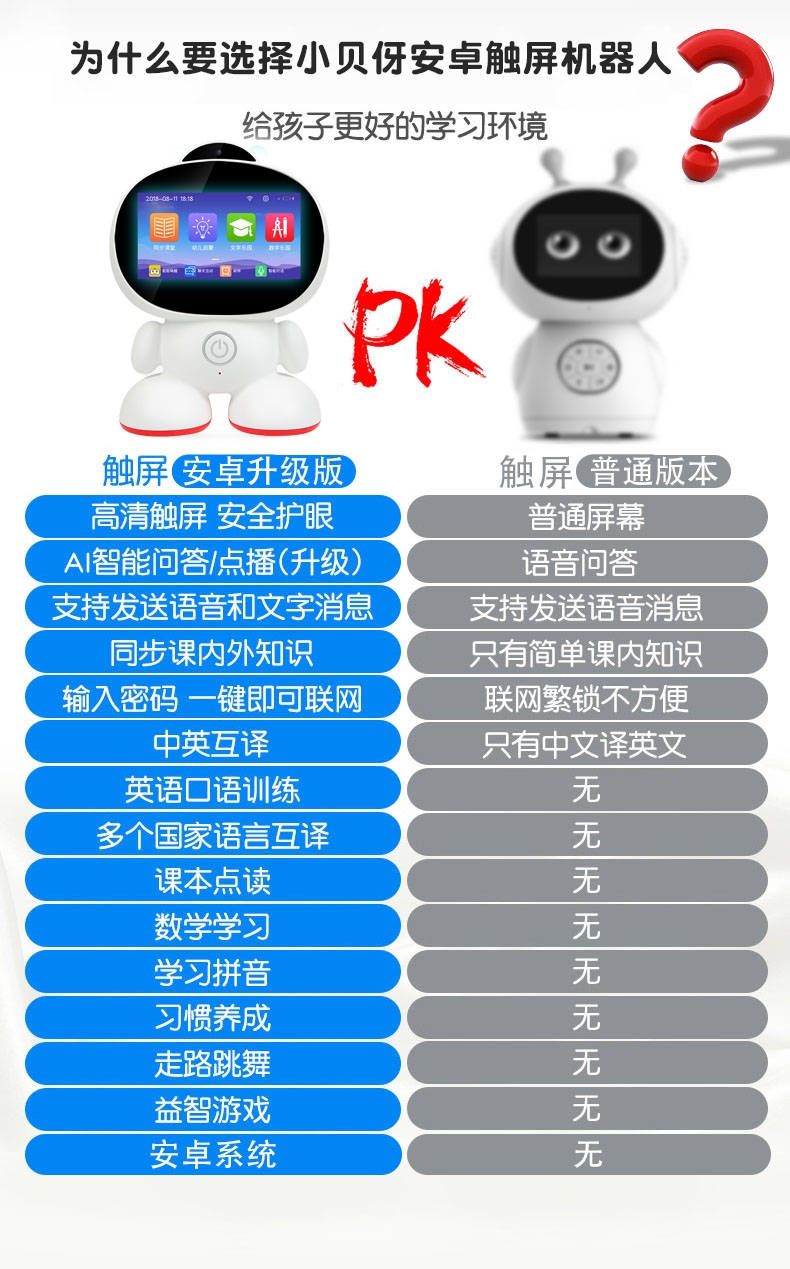 为什么要选择小贝伢安卓触屏机器人?
给孩子更好的学习环境
2018-08-11 18:18
同步课堂 幼儿启蒙 文学乐园 数学乐园
智能对话
PK
触屏 安卓升级版 触屏 普通版本
高清触屏 安全护眼 普通屏幕
AI智能问答/点播(升级) 语音问答
支持发送语音和文字消息 支持发送语音消息
同步课内外知识 只有简单课内知识
输入密码 一键即可联网 联网繁锁不方便
中英互译 只有中文译英文
英语口语训练 无
多个国家语言互译 无
课本点读 无
数学学习 无
学习拼音 无
习惯养成 无
走路跳舞 无
益智游戏 无
安卓系统 无